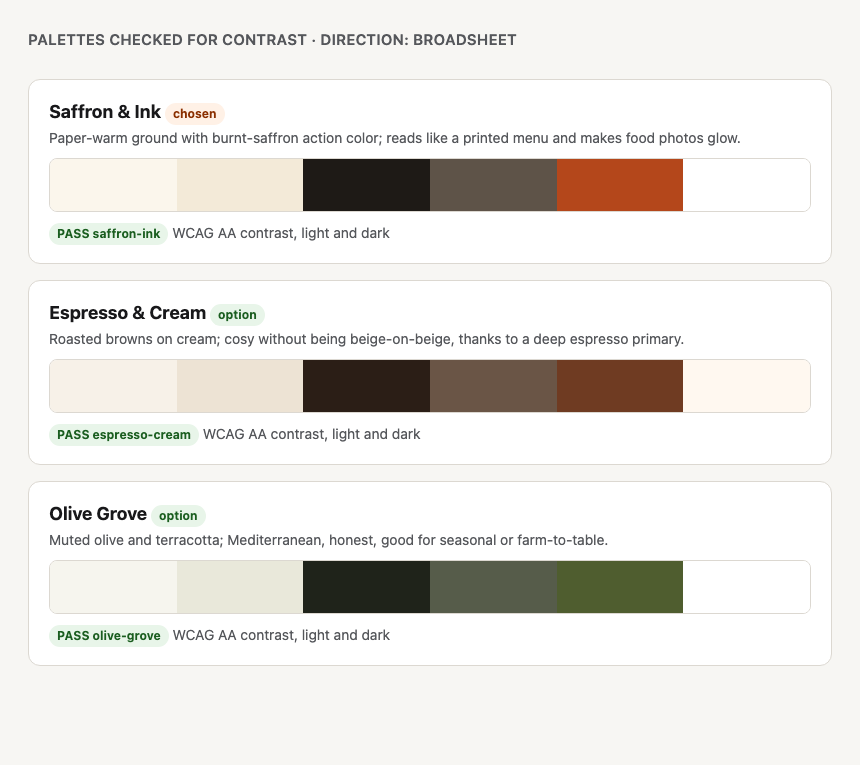 PALETTES CHECKED FOR CONTRAST · DIRECTION: BROADSHEET
Saffron & Ink chosen
Paper-warm ground with burnt-saffron action color; reads like a printed menu and makes food photos glow.
PASS saffron-ink WCAG AA contrast, light and dark
Espresso & Cream option
Roasted browns on cream; cosy without being beige-on-beige, thanks to a deep espresso primary.
PASS espresso-cream WCAG AA contrast, light and dark
Olive Grove option
Muted olive and terracotta; Mediterranean, honest, good for seasonal or farm-to-table.
PASS olive-grove WCAG AA contrast, light and dark